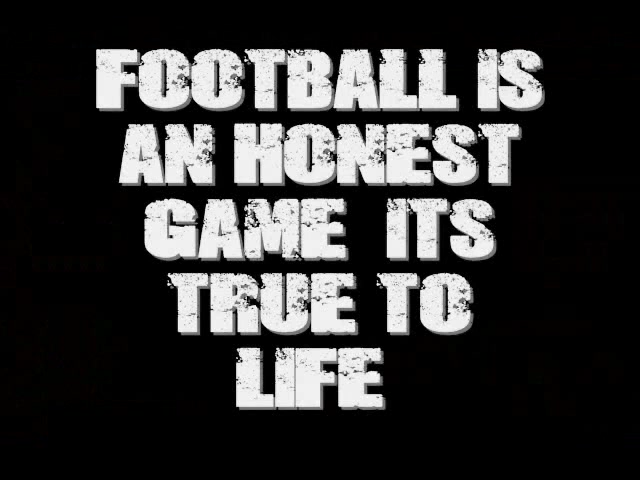 FOOTBALL IS
AN HONEST
GAME ITS
TRUE TO
LIFE